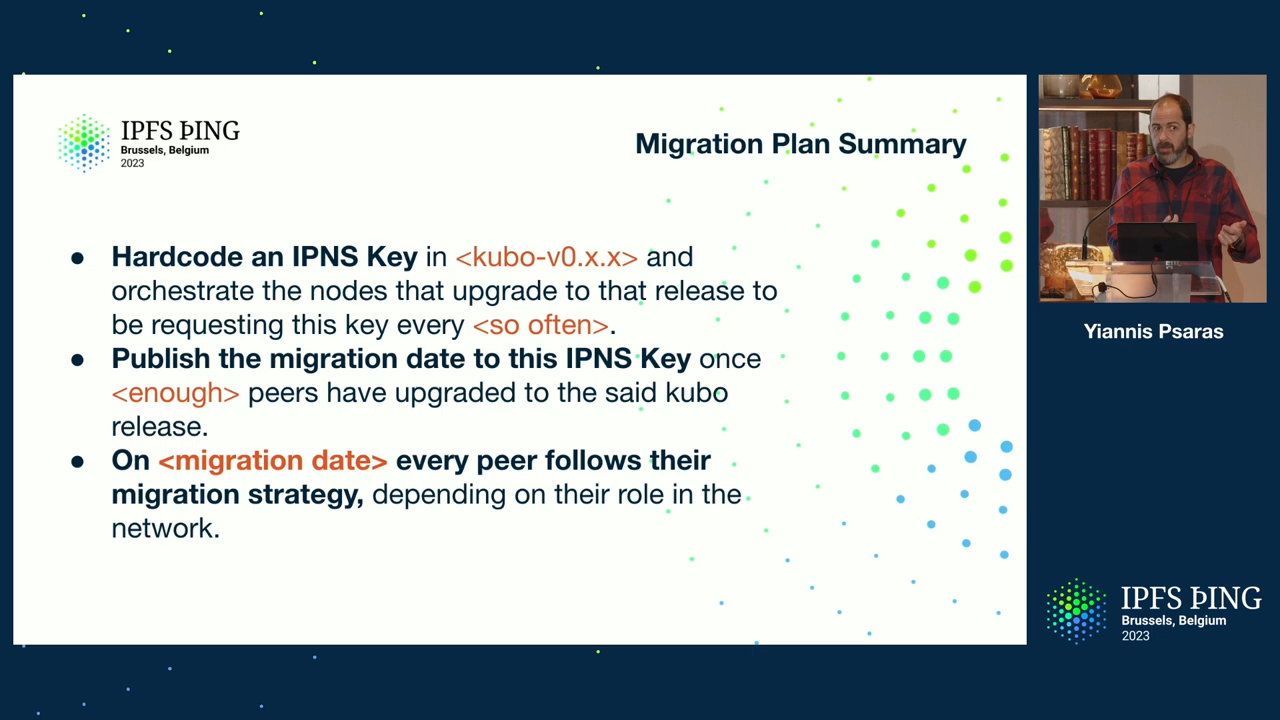 IPFS ÞING
Brussels, Belgium
2023
Migration Plan Summary
● Hardcode an IPNS Key in <kubo-v0.x.x> and
orchestrate the nodes that upgrade to that release to
be requesting this key every <so often>.
● Publish the migration date to this IPNS Key once
<enough> peers have upgraded to the said kubo
release.
● On <migration date> every peer follows their
migration strategy, depending on their role in the
network.
Yiannis Psaras
IPFS ÞING
Brussels, Belgium
2023